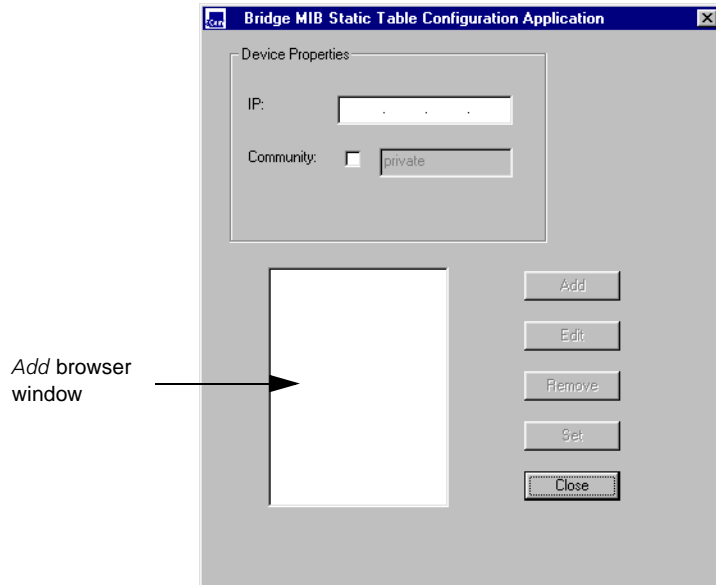 Bridge MIB Static Table Configuration Application
Device Properties
IP:
. . .
Community:
private
Add
Edit
Remove
Set
Close
Add browser
window